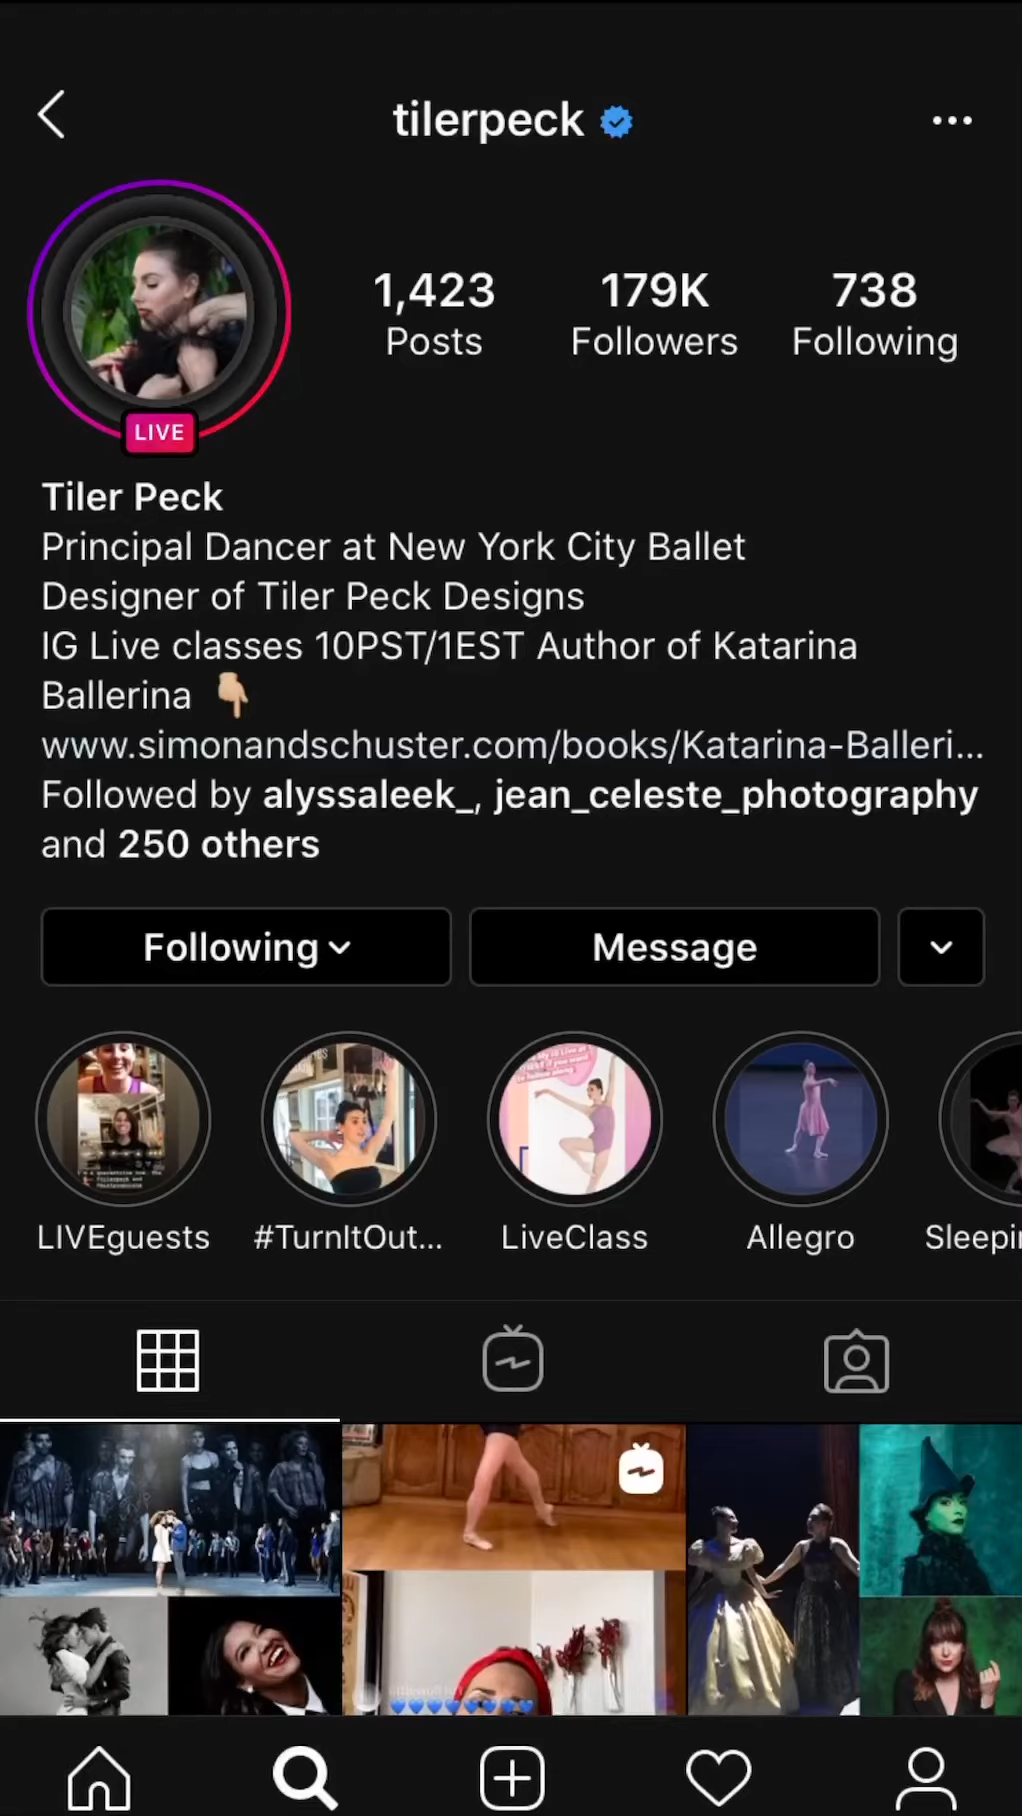 tilerpeck
1,423
Posts
179K
Followers
738
Following
LIVE
Tiler Peck
Principal Dancer at New York City Ballet
Designer of Tiler Peck Designs
IG Live classes 10PST/1EST Author of Katarina
Ballerina 👇🏼
www.simonandschuster.com/books/Katarina-Balleri...
Followed by alyssaleek_, jean_celeste_photography
and 250 others
Following
Message
LIVEguests
#TurnItOut...
LiveClass
Allegro
Sleepi